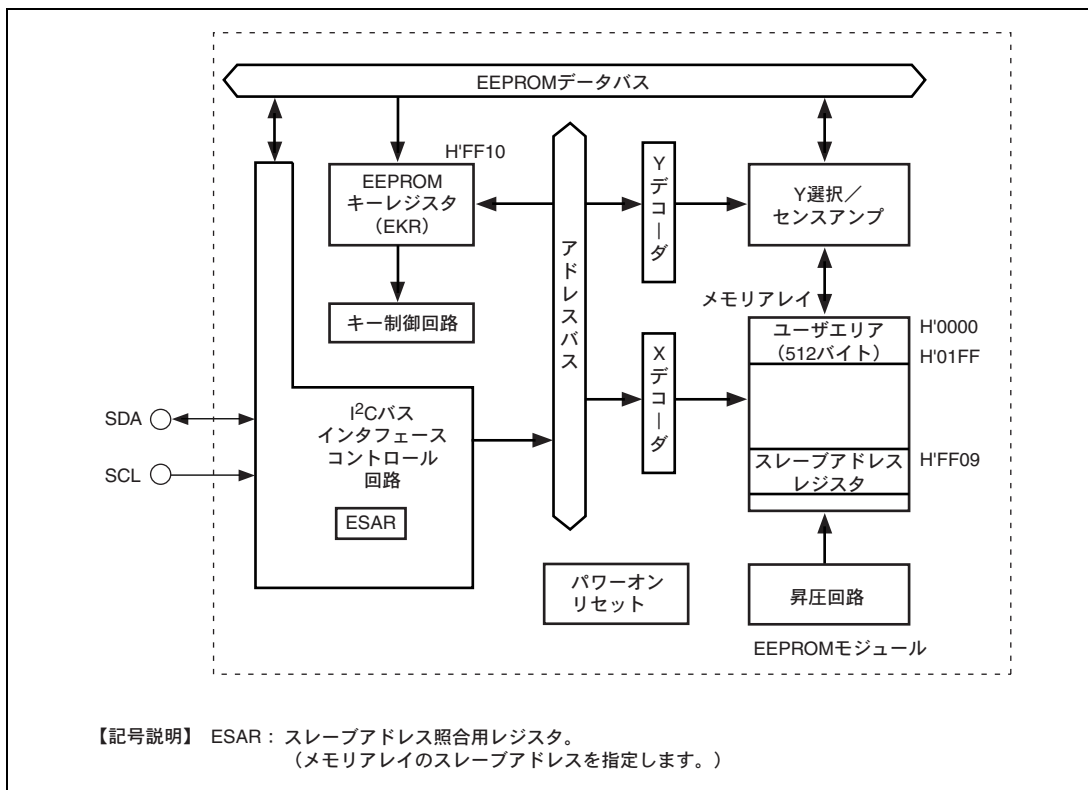 EEPROMデータバス
H'FF10
EEPROM
キーレジスタ
（EKR）
キー制御回路
アドレスバス
Yデコーダ
Y選択／
センスアンプ
メモリアレイ
ユーザエリア
（512バイト）
H'0000
H'01FF
Xデコーダ
スレーブアドレス
レジスタ
H'FF09
SDA
SCL
I²Cバス
インタフェース
コントロール
回路
ESAR
パワーオン
リセット
昇圧回路
EEPROMモジュール
【記号説明】 ESAR： スレーブアドレス照合用レジスタ。
（メモリアレイのスレーブアドレスを指定します。）